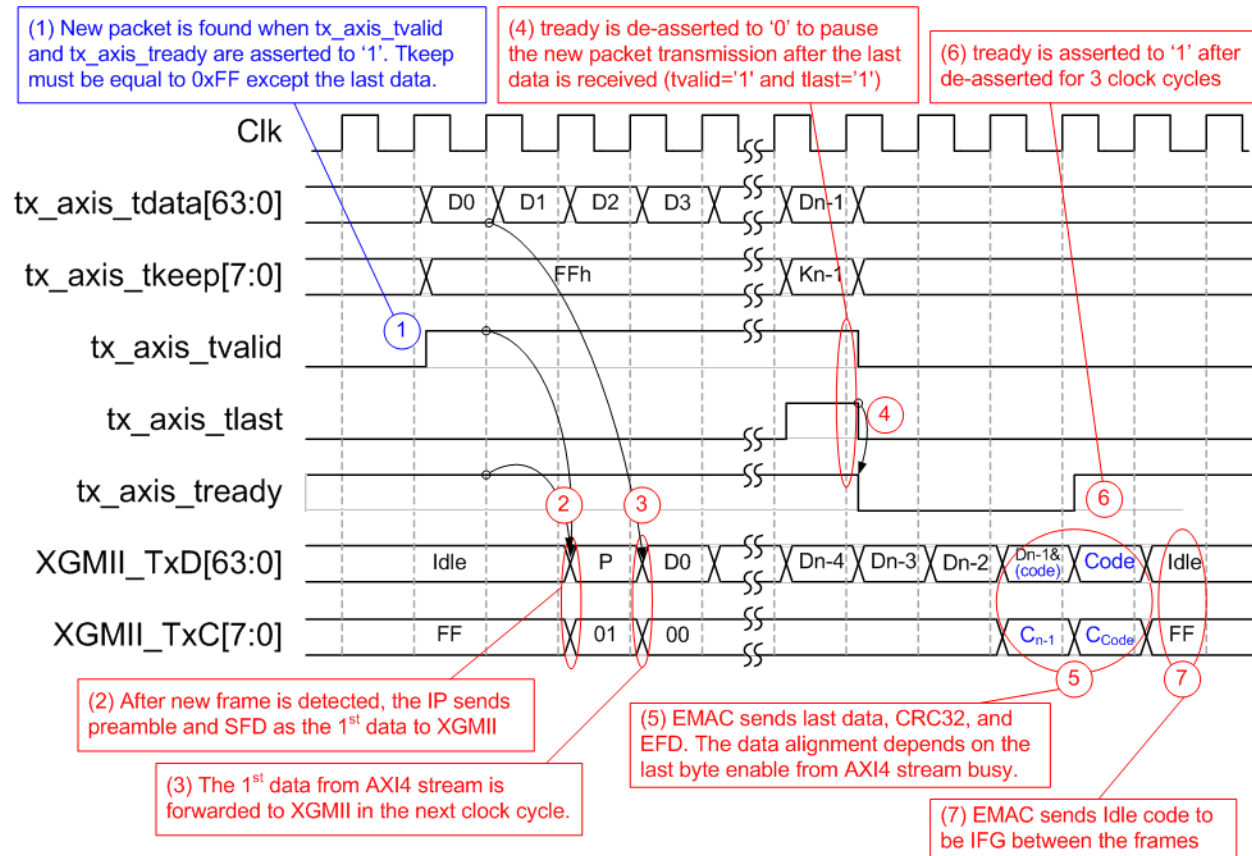 (1) New packet is found when tx_axis_tvalid
and tx_axis_tready are asserted to ‘1’. Tkeep
must be equal to 0xFF except the last data.
(4) tready is de-asserted to ‘0’ to pause
the new packet transmission after the last
data is received (tvalid=’1’ and tlast=’1’)
(6) tready is asserted to ‘1’ after
de-asserted for 3 clock cycles
Clk
tx_axis_tdata[63:0]
D0 D1 D2 D3 Dn-1
tx_axis_tkeep[7:0]
FFh Kn-1
tx_axis_tvalid
1
tx_axis_tlast
4
tx_axis_tready
2 3 6
XGMII_TxD[63:0]
Idle P D0 Dn-4 Dn-3 Dn-2 Dn-1& Code Idle
(code)
XGMII_TxC[7:0]
FF 01 00 Cn-1 CCode FF
5 7
(2) After new frame is detected, the IP sends
preamble and SFD as the 1st data to XGMII
(3) The 1st data from AXI4 stream is
forwarded to XGMII in the next clock cycle.
(5) EMAC sends last data, CRC32, and
EFD. The data alignment depends on the
last byte enable from AXI4 stream busy.
(7) EMAC sends Idle code to
be IFG between the frames